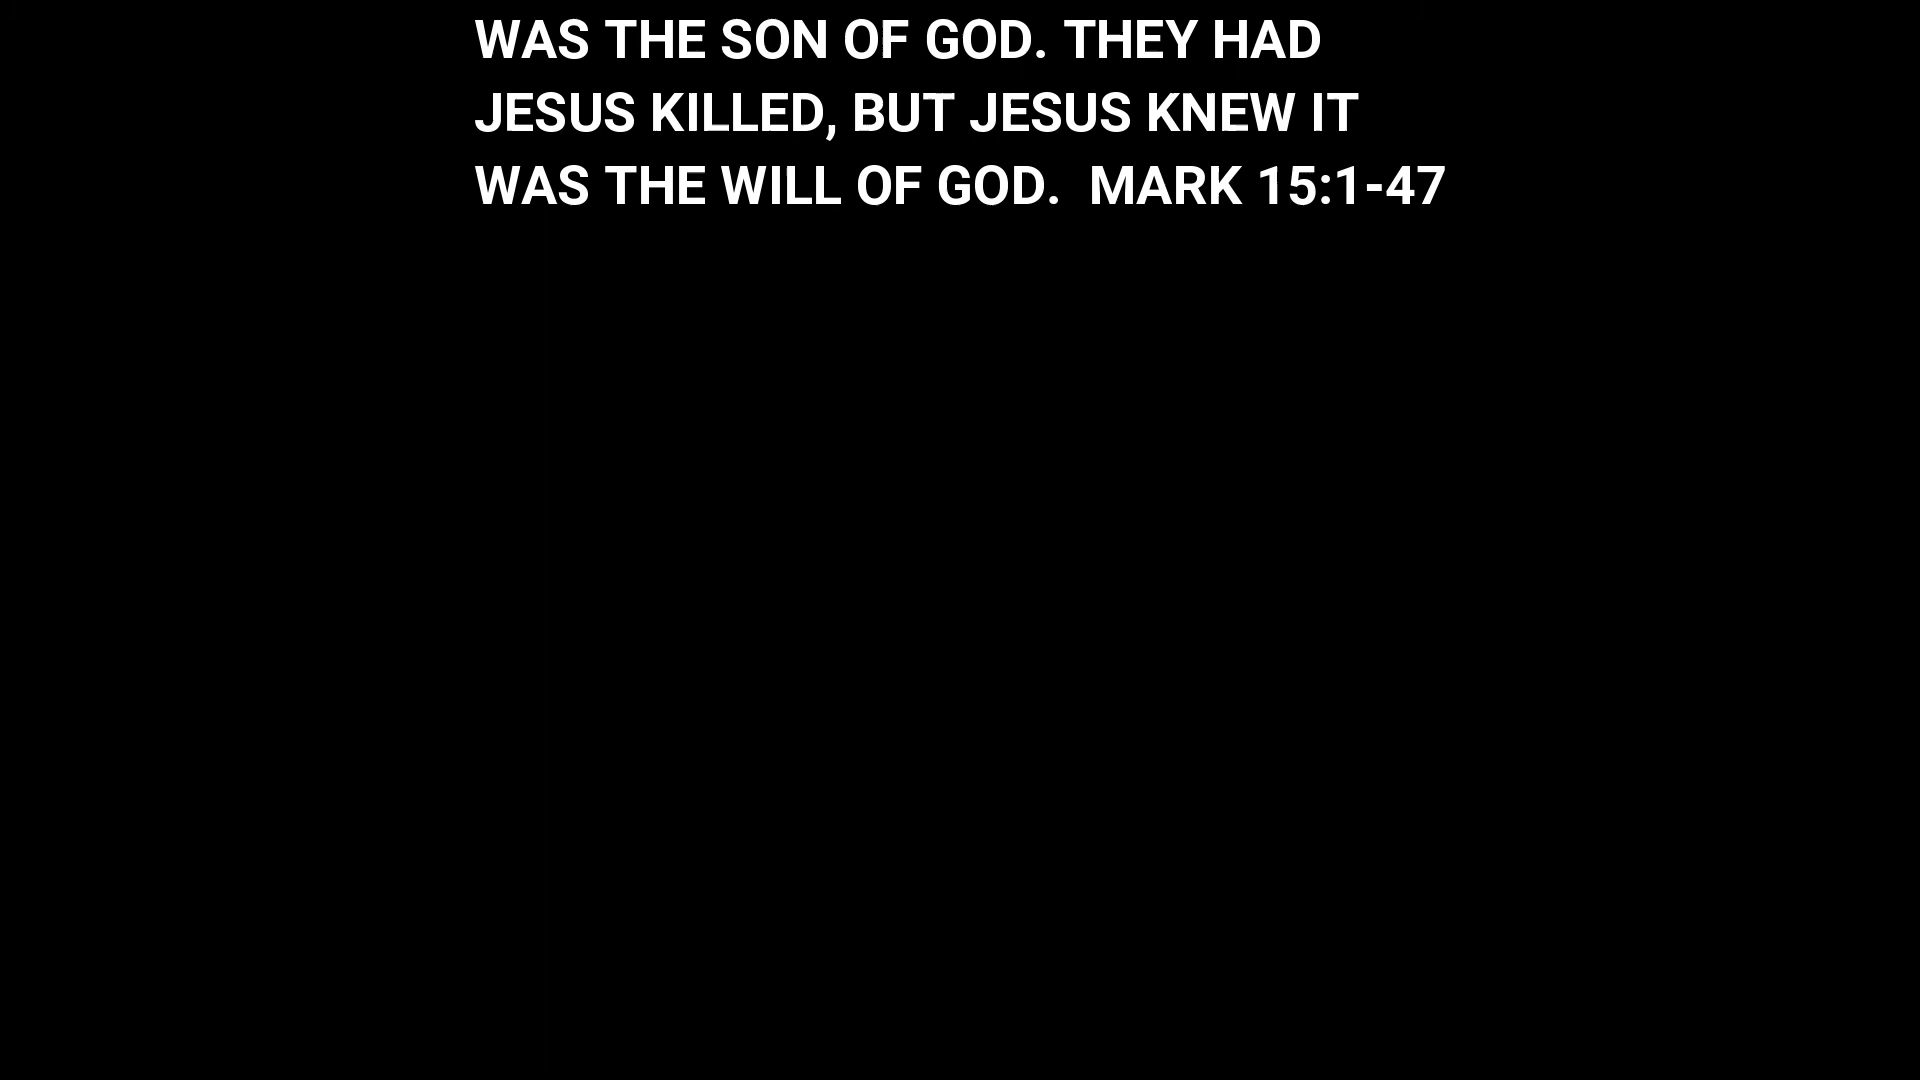 WAS THE SON OF GOD. THEY HAD
JESUS KILLED, BUT JESUS KNEW IT
WAS THE WILL OF GOD.  MARK 15:1-47